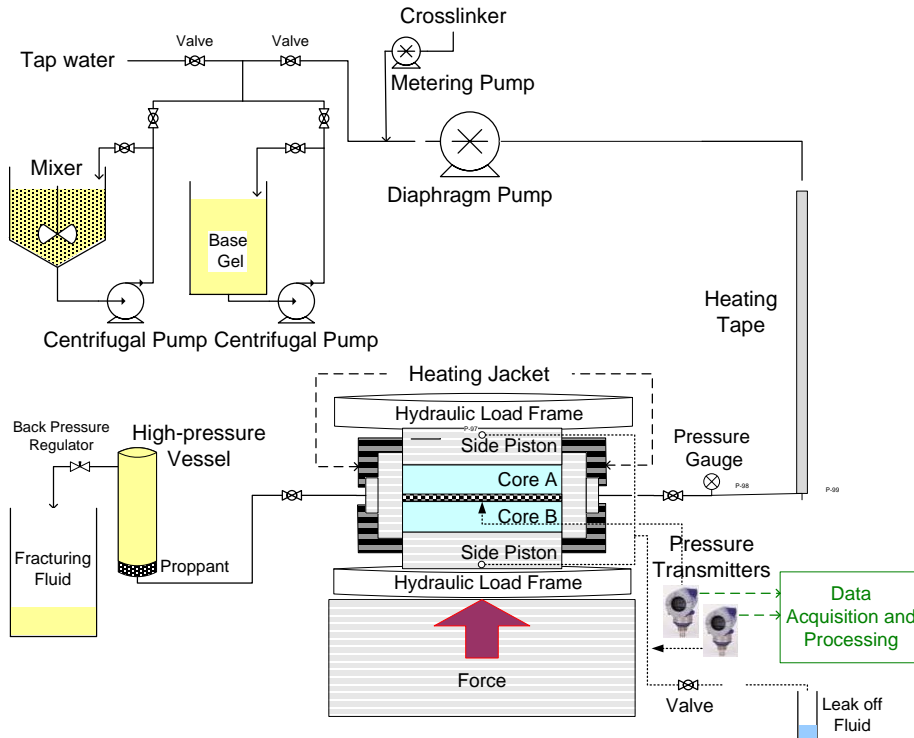 Crosslinker
Valve
Valve
Tap water
Metering Pump
Mixer
Diaphragm Pump
Base
Gel
Heating
Tape
Centrifugal Pump
Centrifugal Pump
Heating Jacket
Hydraulic Load Frame
Back Pressure
Regulator
High-pressure
Vessel
P-97
Side Piston
Pressure
Gauge
Core A
P-98
P-99
Core B
Fracturing
Fluid
Proppant
Side Piston
Pressure
Transmitters
Hydraulic Load Frame
Data
Acquisition and
Processing
Force
Valve
Leak off
Fluid